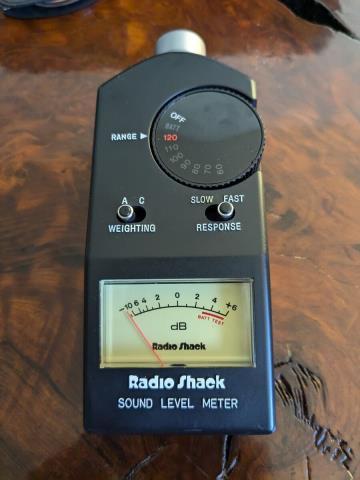 OFF
BATT
120
110
100
90
80
70
60
RANGE ▶
A C
WEIGHTING
SLOW FAST
RESPONSE
-10 6 4 2 0 2 4 +6
BATT TEST
dB
Radio Shack
Radio Shack
SOUND LEVEL METER